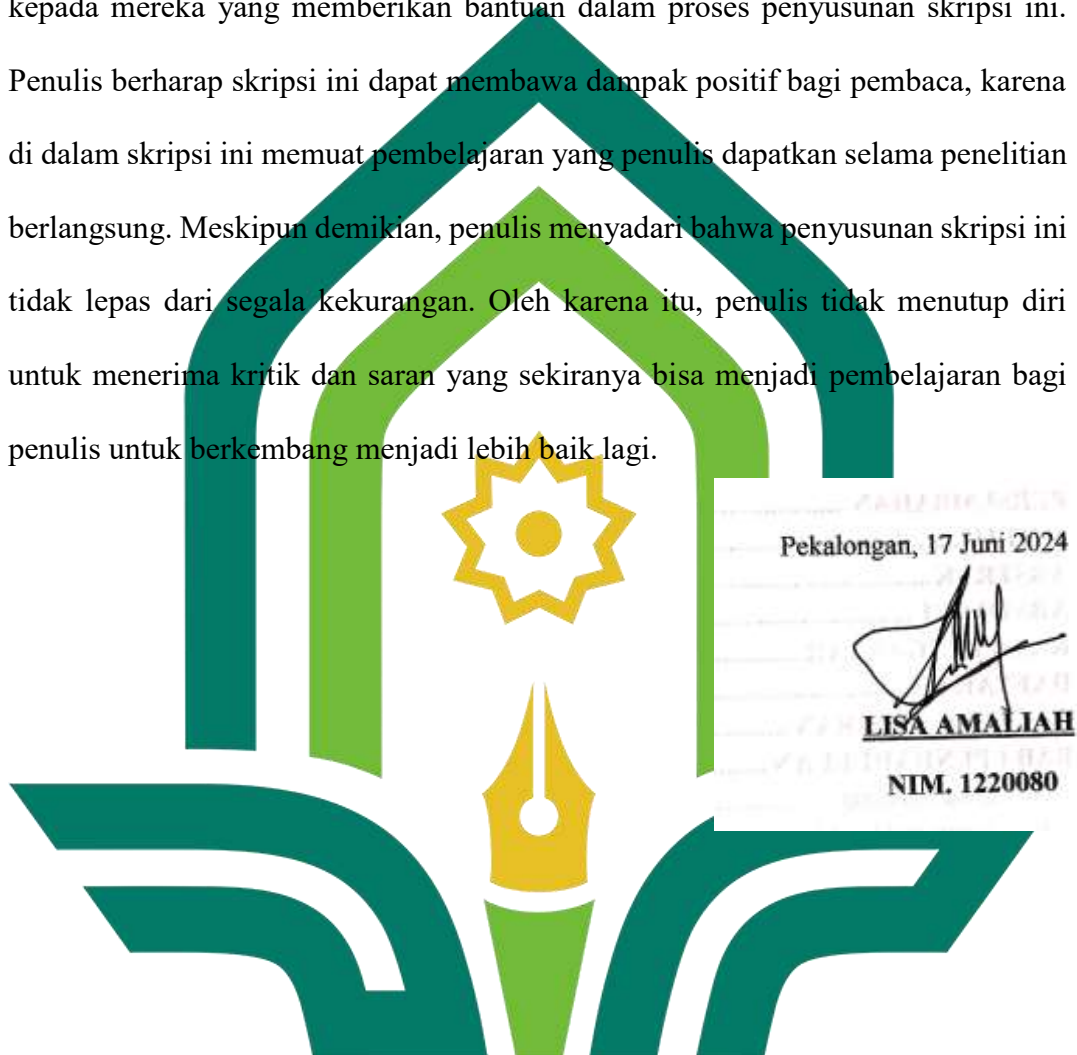 kepada mereka yang memberikan bantuan dalam proses penyusunan skripsi ini.
Penulis berharap skripsi ini dapat membawa dampak positif bagi pembaca, karena
di dalam skripsi ini memuat pembelajaran yang penulis dapatkan selama penelitian
berlangsung. Meskipun demikian, penulis menyadari bahwa penyusunan skripsi ini
tidak lepas dari segala kekurangan. Oleh karena itu, penulis tidak menutup diri
untuk menerima kritik dan saran yang sekiranya bisa menjadi pembelajaran bagi
penulis untuk berkembang menjadi lebih baik lagi.
Pekalongan, 17 Juni 2024
LISA AMALIAH
NIM. 1220080